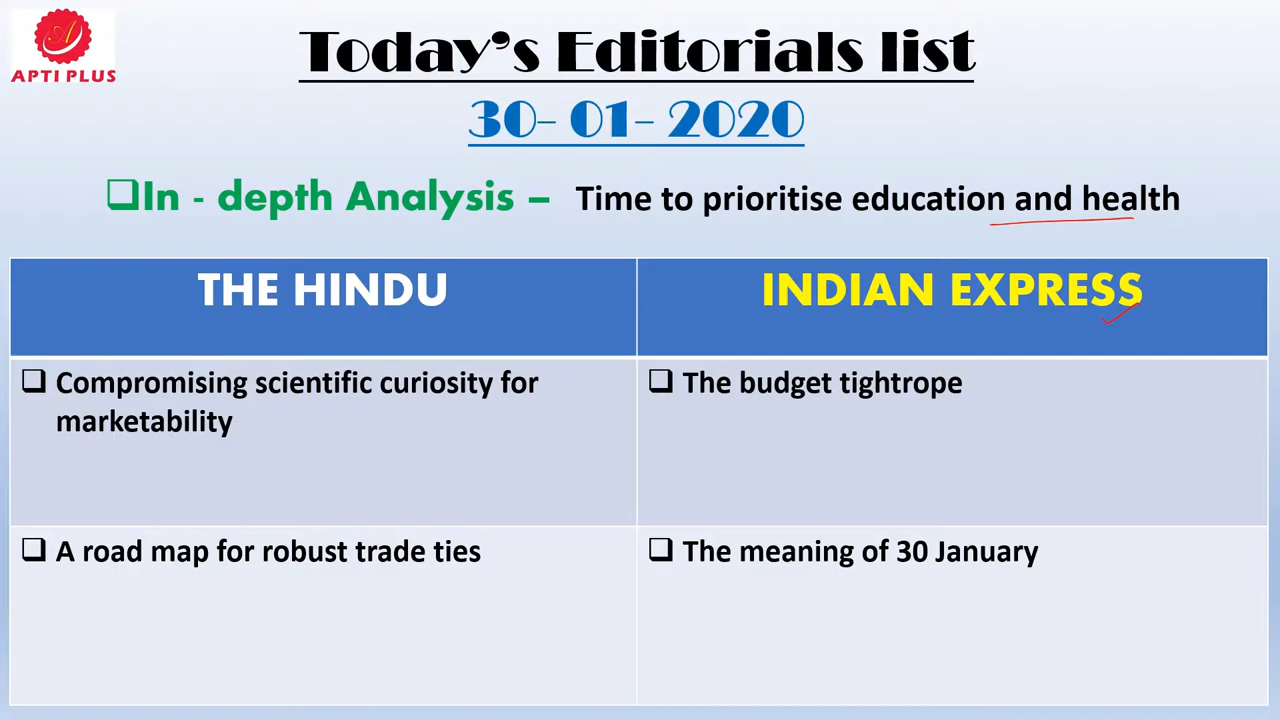 APTI PLUS
Today's Editorials list
30- 01- 2020
In - depth Analysis – Time to prioritise education and health
THE HINDU
INDIAN EXPRESS
Compromising scientific curiosity for
marketability
The budget tightrope
A road map for robust trade ties
The meaning of 30 January